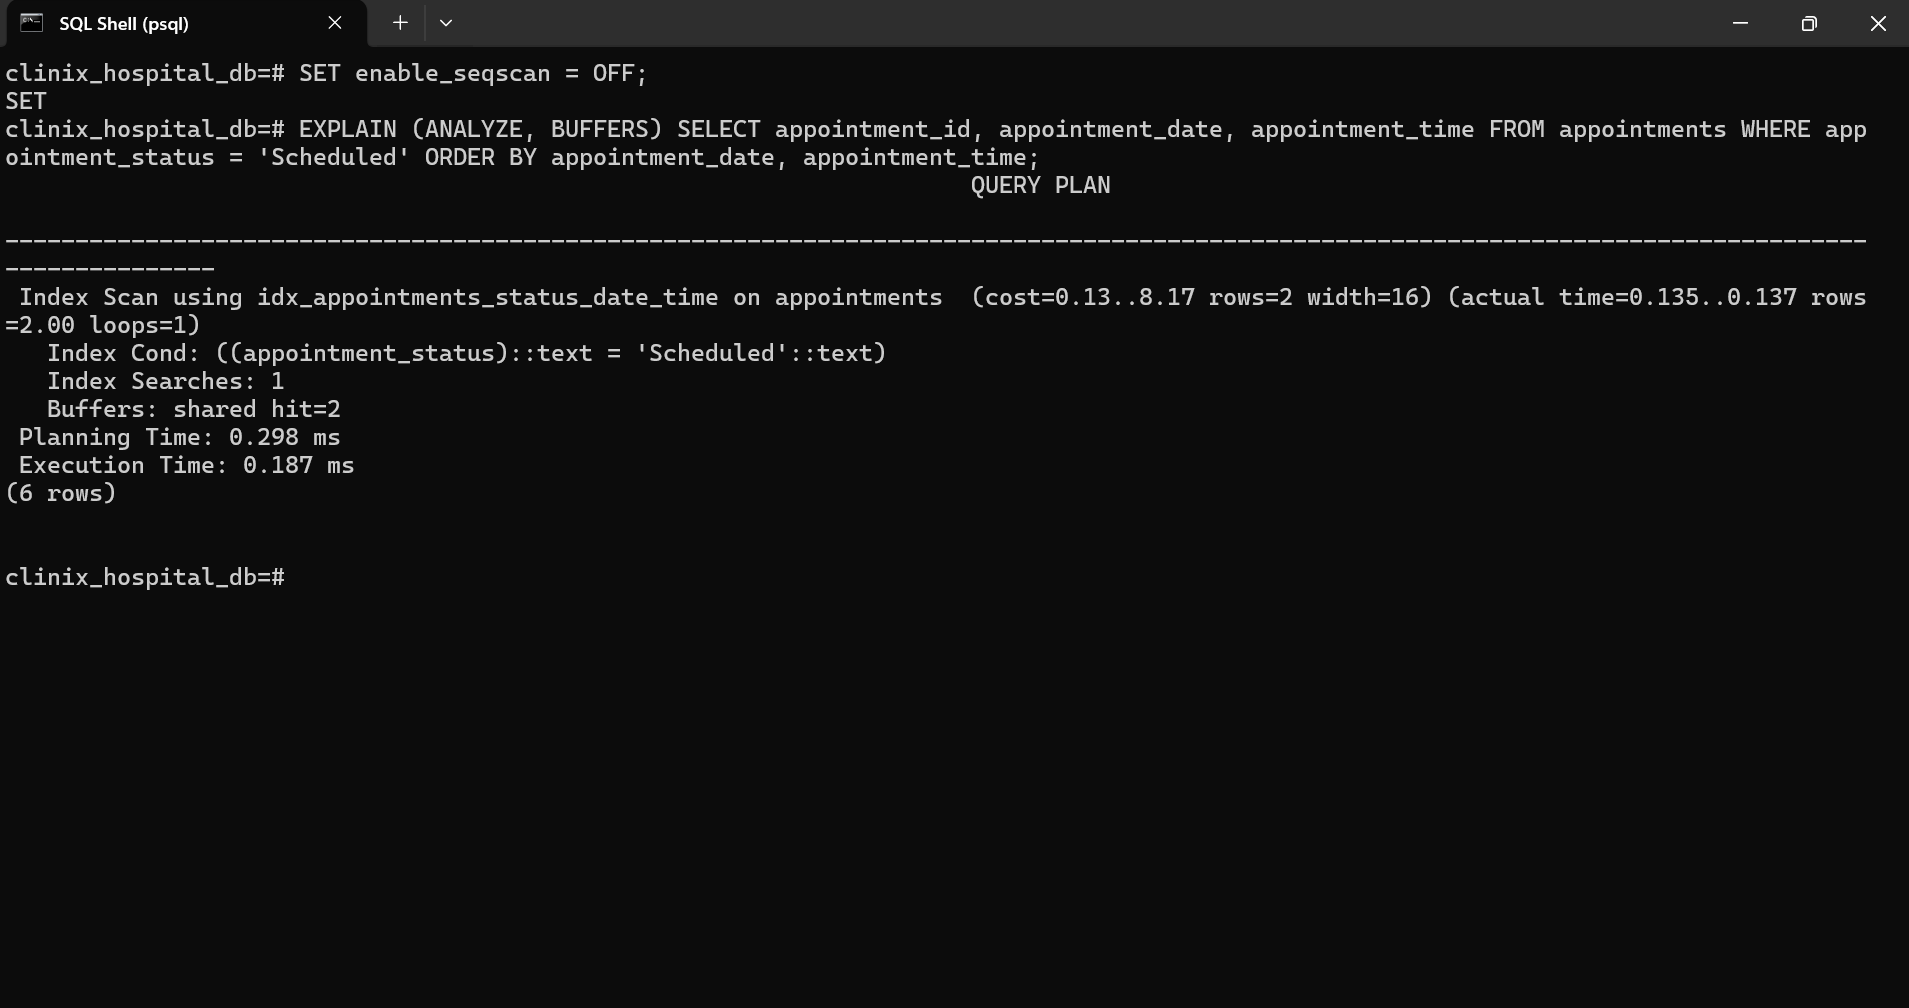 SQL Shell (psql)
clinix_hospital_db=# SET enable_seqscan = OFF;
SET
clinix_hospital_db=# EXPLAIN (ANALYZE, BUFFERS) SELECT appointment_id, appointment_date, appointment_time FROM appointments WHERE app
ointment_status = 'Scheduled' ORDER BY appointment_date, appointment_time;
QUERY PLAN
-------------------------------------------------------------------------------------------------------------------------------------
---------------
Index Scan using idx_appointments_status_date_time on appointments  (cost=0.13..8.17 rows=2 width=16) (actual time=0.135..0.137 rows
=2.00 loops=1)
Index Cond: ((appointment_status)::text = 'Scheduled'::text)
Index Searches: 1
Buffers: shared hit=2
Planning Time: 0.298 ms
Execution Time: 0.187 ms
(6 rows)
clinix_hospital_db=#